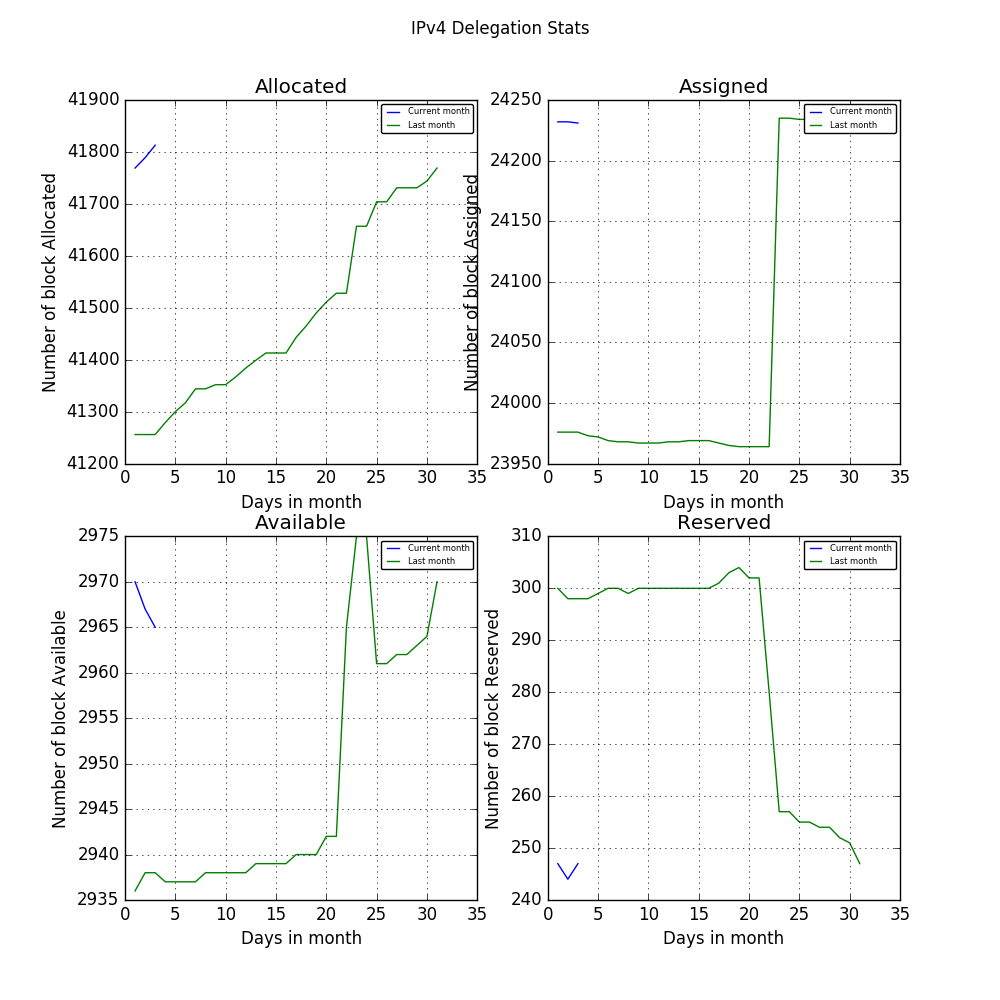 IPv4 Delegation Stats
Allocated
Number of block Allocated
41900
41800
41700
41600
41500
41400
41300
41200
0 5 10 15 20 25 30 35
Days in month
Current month
Last month
Assigned
Number of block Assigned
24250
24200
24150
24100
24050
24000
23950
0 5 10 15 20 25 30 35
Days in month
Current month
Last month
Available
Number of block Available
2975
2970
2965
2960
2955
2950
2945
2940
2935
0 5 10 15 20 25 30 35
Days in month
Current month
Last month
Reserved
Number of block Reserved
310
300
290
280
270
260
250
240
0 5 10 15 20 25 30 35
Days in month
Current month
Last month